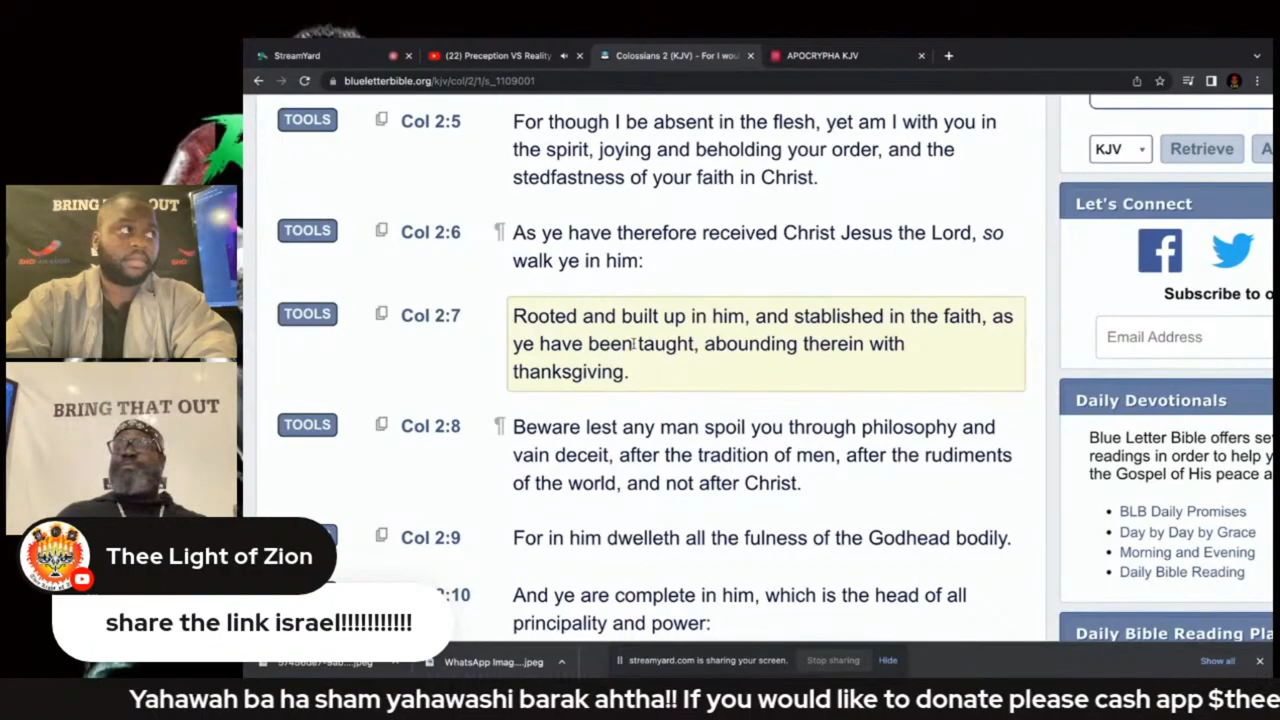 StreamYard
(22) Preception VS Reality
Colossians 2 (KJV) - For I wou
APOCRYPHA KJV
blueletterbible.org/kjv/col/2/1/s_1109001
TOOLS
Col 2:5
For though I be absent in the flesh, yet am I with you in
the spirit, joying and beholding your order, and the
stedfastness of your faith in Christ.
TOOLS
Col 2:6
¶ As ye have therefore received Christ Jesus the Lord, so
walk ye in him:
TOOLS
Col 2:7
Rooted and built up in him, and stablished in the faith, as
ye have been taught, abounding therein with
thanksgiving.
TOOLS
Col 2:8
¶ Beware lest any man spoil you through philosophy and
vain deceit, after the tradition of men, after the rudiments
of the world, and not after Christ.
Col 2:9
For in him dwelleth all the fulness of the Godhead bodily.
:10
And ye are complete in him, which is the head of all
principality and power:
KJV
Retrieve
A
Let's Connect
Subscribe to o
Email Address
Daily Devotionals
Blue Letter Bible offers se
readings in order to help y
the Gospel of His peace a
BLB Daily Promises
Day by Day by Grace
Morning and Evening
Daily Bible Reading
Daily Bible Reading Pla
BRING THAT OUT
Thee Light of Zion
share the link israel!!!!!!!!!!!
WhatsApp Imag....jpeg
streamyard.com is sharing your screen.
Stop sharing
Hide
Show all
Yahawah ba ha sham yahawashi barak ahtha!! If you would like to donate please cash app $thee